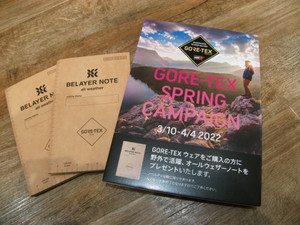 BELAYER NOTE
all weather
GORE-TEX
BELAYER NOTE
all weather
GORE-TEX
GORE-TEX
GORE-TEX
SPRING
CAMPAIGN
3/10-4/4 2022
GORE-TEX ウェアをご購入の方に
野外で活躍、オールウェザーノートを
プレゼントいたします。